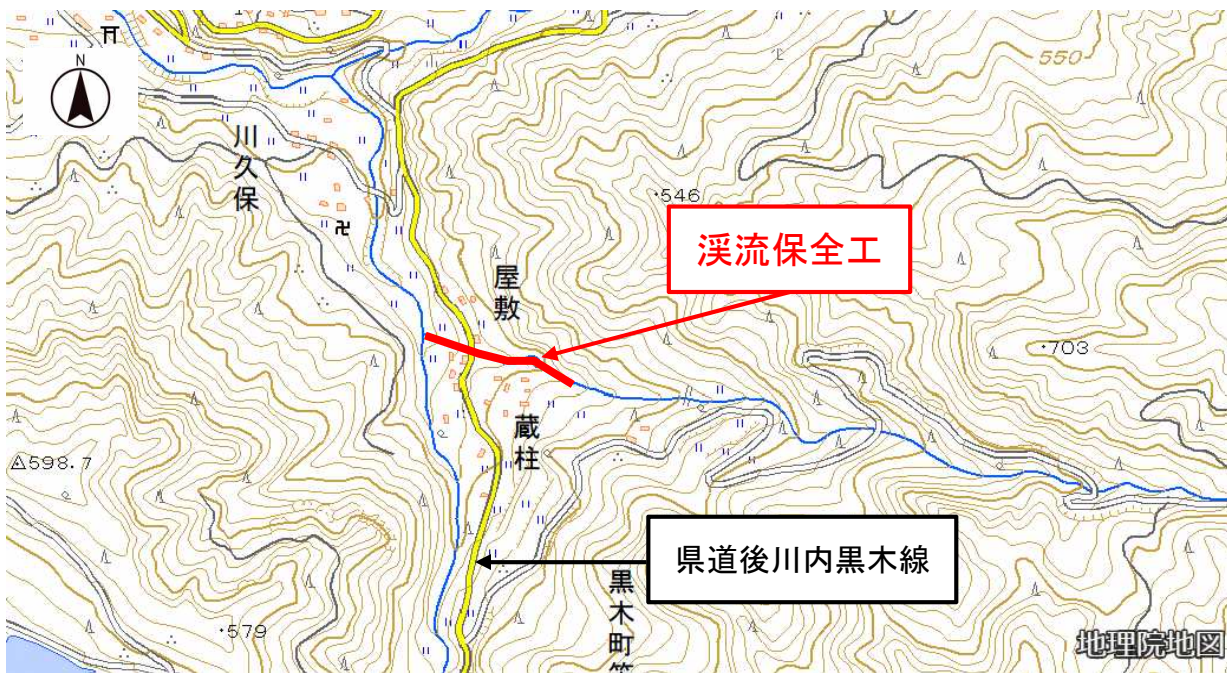 N
550
川久保
・546
渓流保全工
屋敷
・703
蔵柱
△598.7
県道後川内黒木線
黒木町
・579
地理院地図